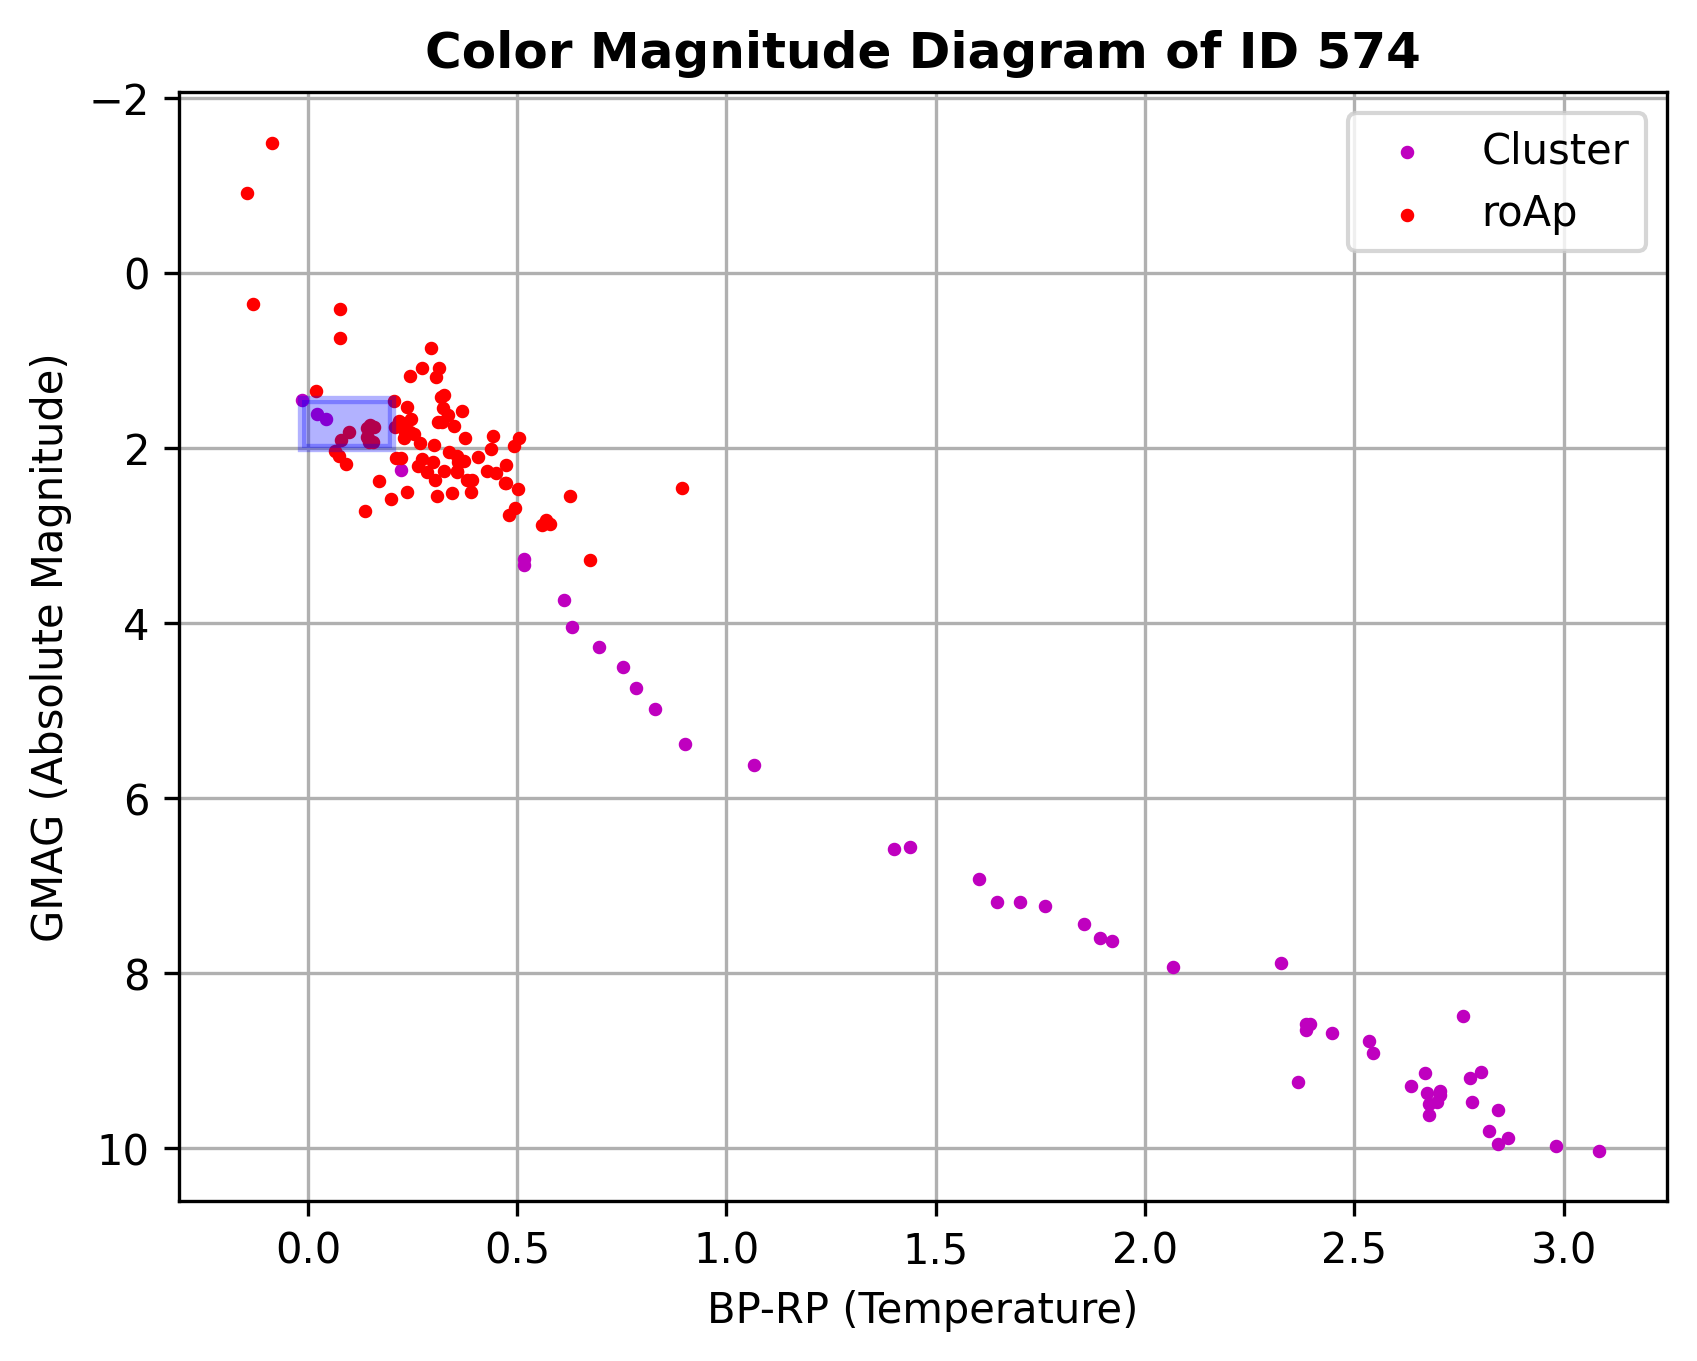 Color Magnitude Diagram of ID 574
Cluster
roAp
GMAG (Absolute Magnitude)
−2
0
2
4
6
8
10
0.0 0.5 1.0 1.5 2.0 2.5 3.0
BP-RP (Temperature)